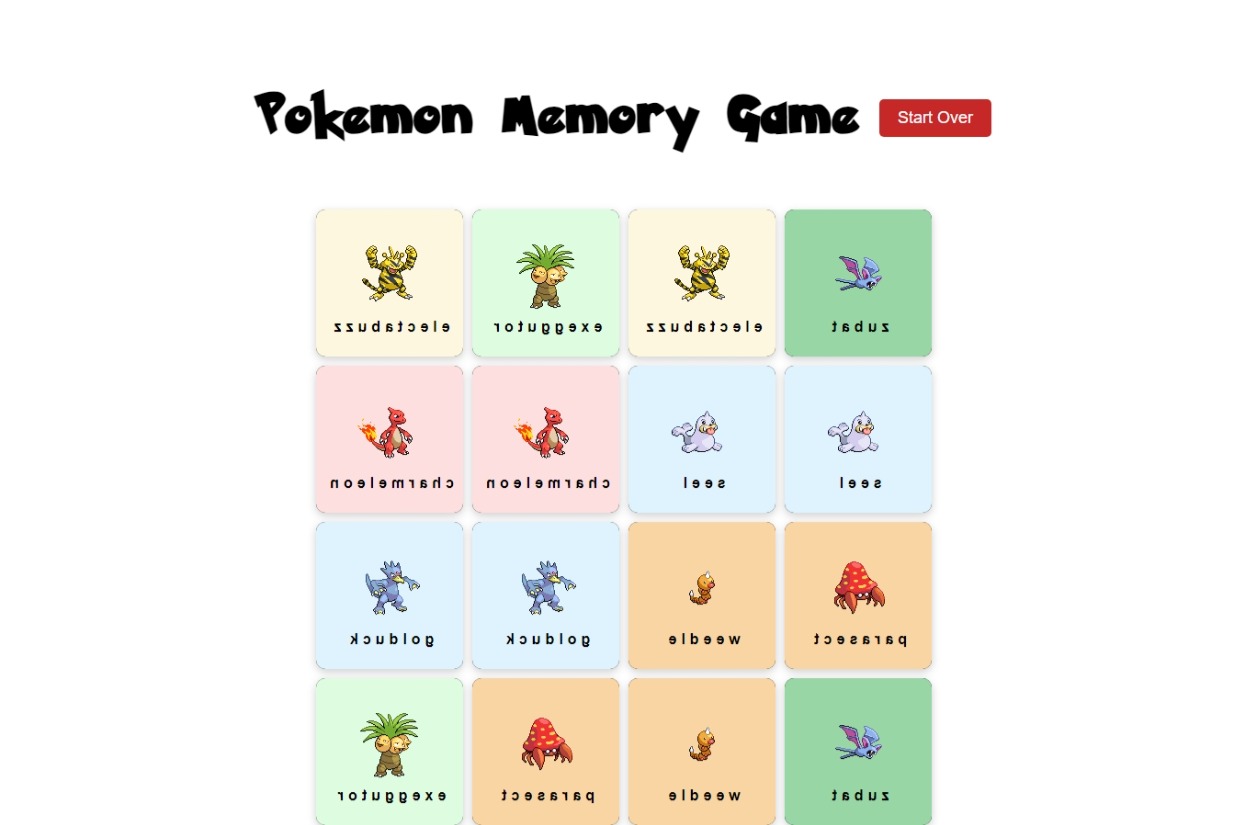 Pokemon Memory Game Start Over
electabuzz exeggutor electabuzz zubat
charmeleon charmeleon seel seel
golduck golduck weedle parasect
exeggutor parasect weedle zubat